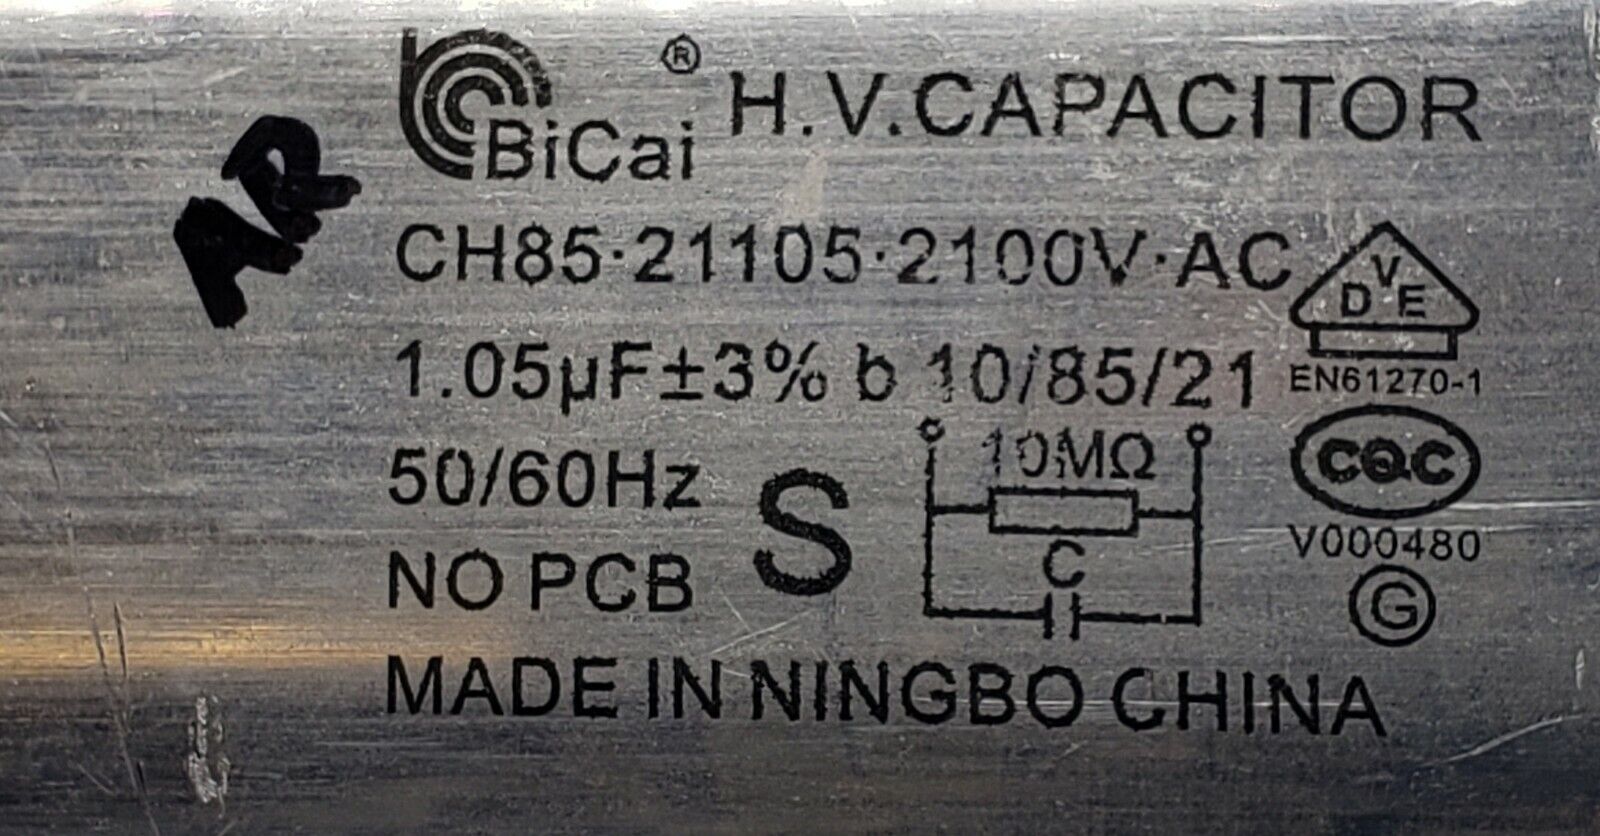 BiCai ® H.V.CAPACITOR
AR
CH85·21105·2100V·AC
VDE
1.05µF±3% b 10/85/21
EN61270-1
50/60Hz
S
10MΩ
CQC
C
V000480
NO PCB
G
MADE IN NINGBO CHINA